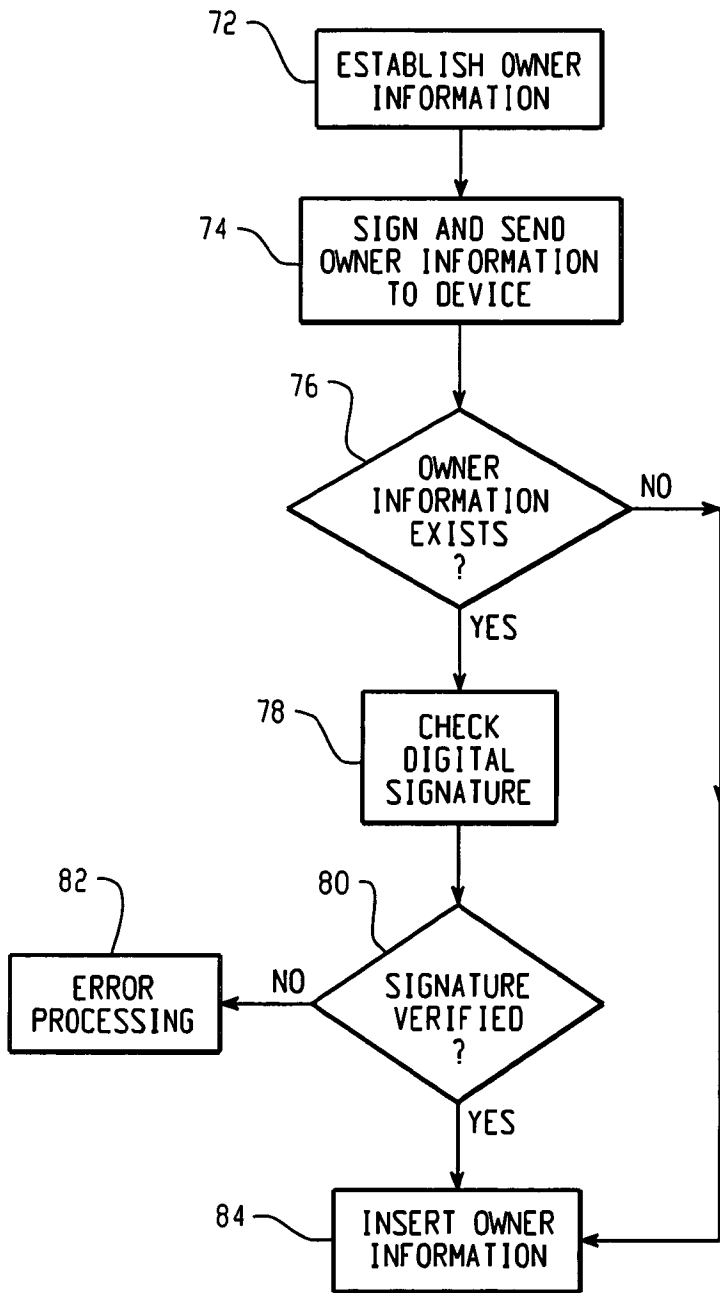 72
ESTABLISH OWNER
INFORMATION
74
SIGN AND SEND
OWNER INFORMATION
TO DEVICE
76
OWNER
INFORMATION
EXISTS
?
NO
YES
78
CHECK
DIGITAL
SIGNATURE
82
80
ERROR
PROCESSING
NO
SIGNATURE
VERIFIED
?
YES
84
INSERT OWNER
INFORMATION